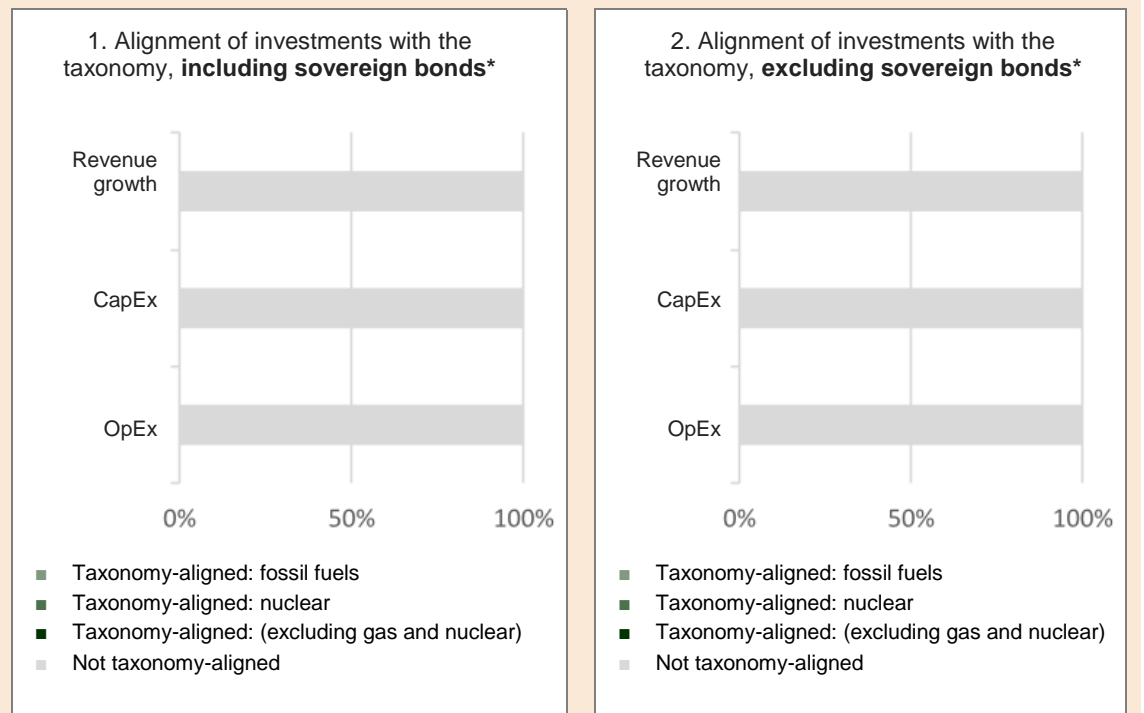 1. Alignment of investments with the
taxonomy, including sovereign bonds*
Revenue
growth
CapEx
OpEx
0% 50% 100%
■ Taxonomy-aligned: fossil fuels
■ Taxonomy-aligned: nuclear
■ Taxonomy-aligned: (excluding gas and nuclear)
■ Not taxonomy-aligned
2. Alignment of investments with the
taxonomy, excluding sovereign bonds*
Revenue
growth
CapEx
OpEx
0% 50% 100%
■ Taxonomy-aligned: fossil fuels
■ Taxonomy-aligned: nuclear
■ Taxonomy-aligned: (excluding gas and nuclear)
■ Not taxonomy-aligned